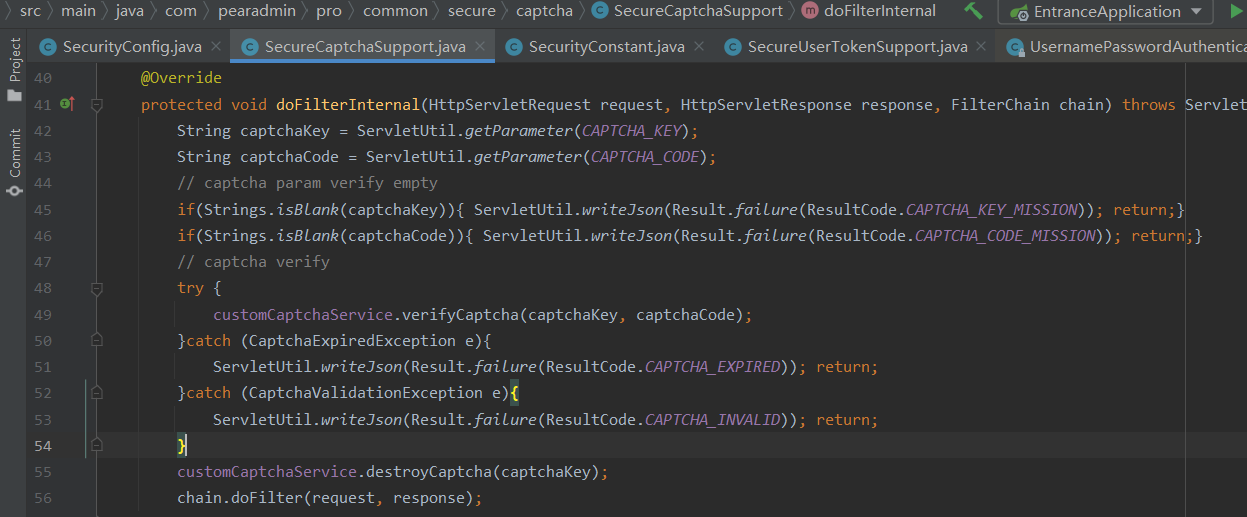 src main java com pearadmin pro common secure captcha SecureCaptchaSupport doFilterInternal EntranceApplication
SecurityConfig.java SecureCaptchaSupport.java SecurityConstant.java SecureUserTokenSupport.java UsernamePasswordAuthentica
Project
Commit
40 @Override
41 protected void doFilterInternal(HttpServletRequest request, HttpServletResponse response, FilterChain chain) throws Servlet
42 String captchaKey = ServletUtil.getParameter(CAPTCHA_KEY);
43 String captchaCode = ServletUtil.getParameter(CAPTCHA_CODE);
44 // captcha param verify empty
45 if(Strings.isBlank(captchaKey)){ ServletUtil.writeJson(Result.failure(ResultCode.CAPTCHA_KEY_MISSION)); return;}
46 if(Strings.isBlank(captchaCode)){ ServletUtil.writeJson(Result.failure(ResultCode.CAPTCHA_CODE_MISSION)); return;}
47 // captcha verify
48 try {
49 customCaptchaService.verifyCaptcha(captchaKey, captchaCode);
50 }catch (CaptchaExpiredException e){
51 ServletUtil.writeJson(Result.failure(ResultCode.CAPTCHA_EXPIRED)); return;
52 }catch (CaptchaValidationException e){
53 ServletUtil.writeJson(Result.failure(ResultCode.CAPTCHA_INVALID)); return;
54 }
55 customCaptchaService.destroyCaptcha(captchaKey);
56 chain.doFilter(request, response);